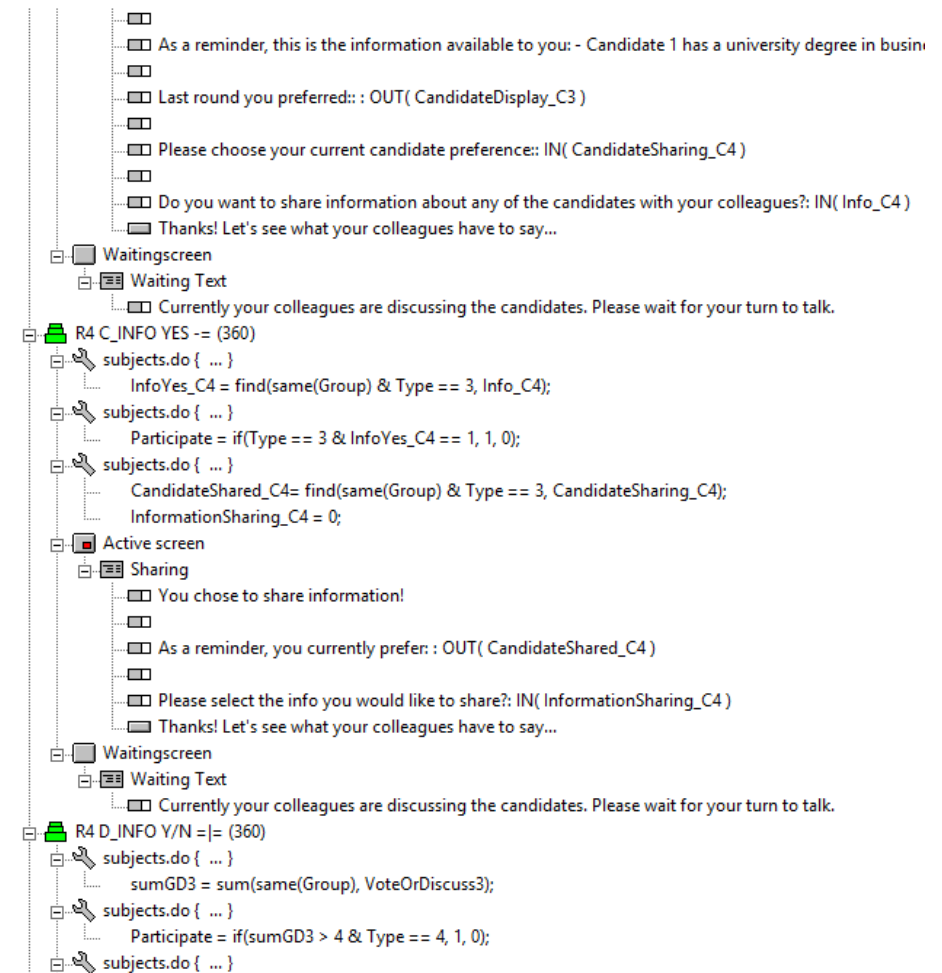 As a reminder, this is the information available to you: - Candidate 1 has a university degree in busin
Last round you preferred:: : OUT( CandidateDisplay_C3 )
Please choose your current candidate preference:: IN( CandidateSharing_C4 )
Do you want to share information about any of the candidates with your colleagues?: IN( Info_C4 )
Thanks! Let's see what your colleagues have to say...
Waitingscreen
Waiting Text
Currently your colleagues are discussing the candidates. Please wait for your turn to talk.
R4 C_INFO YES -= (360)
subjects.do { ... }
InfoYes_C4 = find(same(Group) & Type == 3, Info_C4);
subjects.do { ... }
Participate = if(Type == 3 & InfoYes_C4 == 1, 1, 0);
subjects.do { ... }
CandidateShared_C4= find(same(Group) & Type == 3, CandidateSharing_C4);
InformationSharing_C4 = 0;
Active screen
Sharing
You chose to share information!
As a reminder, you currently prefer: : OUT( CandidateShared_C4 )
Please select the info you would like to share?: IN( InformationSharing_C4 )
Thanks! Let's see what your colleagues have to say...
Waitingscreen
Waiting Text
Currently your colleagues are discussing the candidates. Please wait for your turn to talk.
R4 D_INFO Y/N =|= (360)
subjects.do { ... }
sumGD3 = sum(same(Group), VoteOrDiscuss3);
subjects.do { ... }
Participate = if(sumGD3 > 4 & Type == 4, 1, 0);
subjects.do { ... }